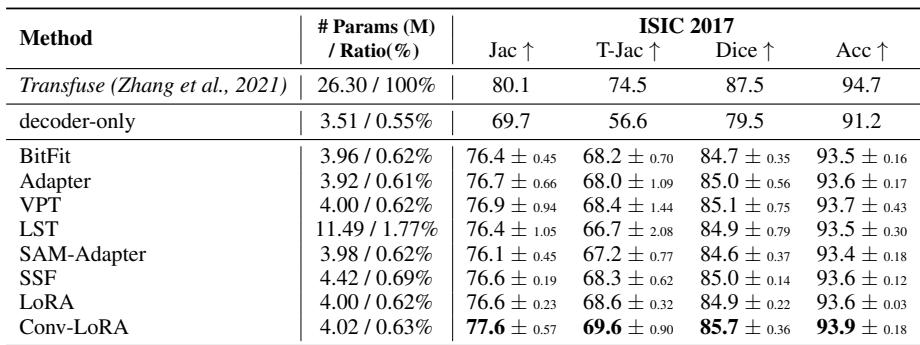 Method # Params (M) / Ratio(%) ISIC 2017
Jac ↑ T-Jac ↑ Dice ↑ Acc ↑
Transfuse (Zhang et al., 2021) 26.30 / 100% 80.1 74.5 87.5 94.7
decoder-only 3.51 / 0.55% 69.7 56.6 79.5 91.2
BitFit 3.96 / 0.62% 76.4 ± 0.45 68.2 ± 0.70 84.7 ± 0.35 93.5 ± 0.16
Adapter 3.92 / 0.61% 76.7 ± 0.66 68.0 ± 1.09 85.0 ± 0.56 93.6 ± 0.17
VPT 4.00 / 0.62% 76.9 ± 0.94 68.4 ± 1.44 85.1 ± 0.75 93.7 ± 0.43
LST 11.49 / 1.77% 76.4 ± 1.05 66.7 ± 2.08 84.9 ± 0.79 93.5 ± 0.30
SAM-Adapter 3.98 / 0.62% 76.1 ± 0.45 67.2 ± 0.77 84.6 ± 0.37 93.4 ± 0.18
SSF 4.42 / 0.69% 76.6 ± 0.19 68.3 ± 0.62 85.0 ± 0.14 93.6 ± 0.12
LoRA 4.00 / 0.62% 76.6 ± 0.23 68.6 ± 0.32 84.9 ± 0.22 93.6 ± 0.03
Conv-LoRA 4.02 / 0.63% 77.6 ± 0.57 69.6 ± 0.90 85.7 ± 0.36 93.9 ± 0.18